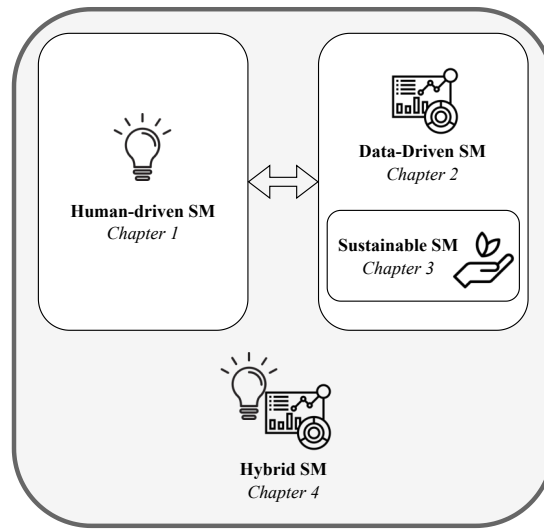 Human-driven SM
Chapter 1
Data-Driven SM
Chapter 2
Sustainable SM
Chapter 3
Hybrid SM
Chapter 4